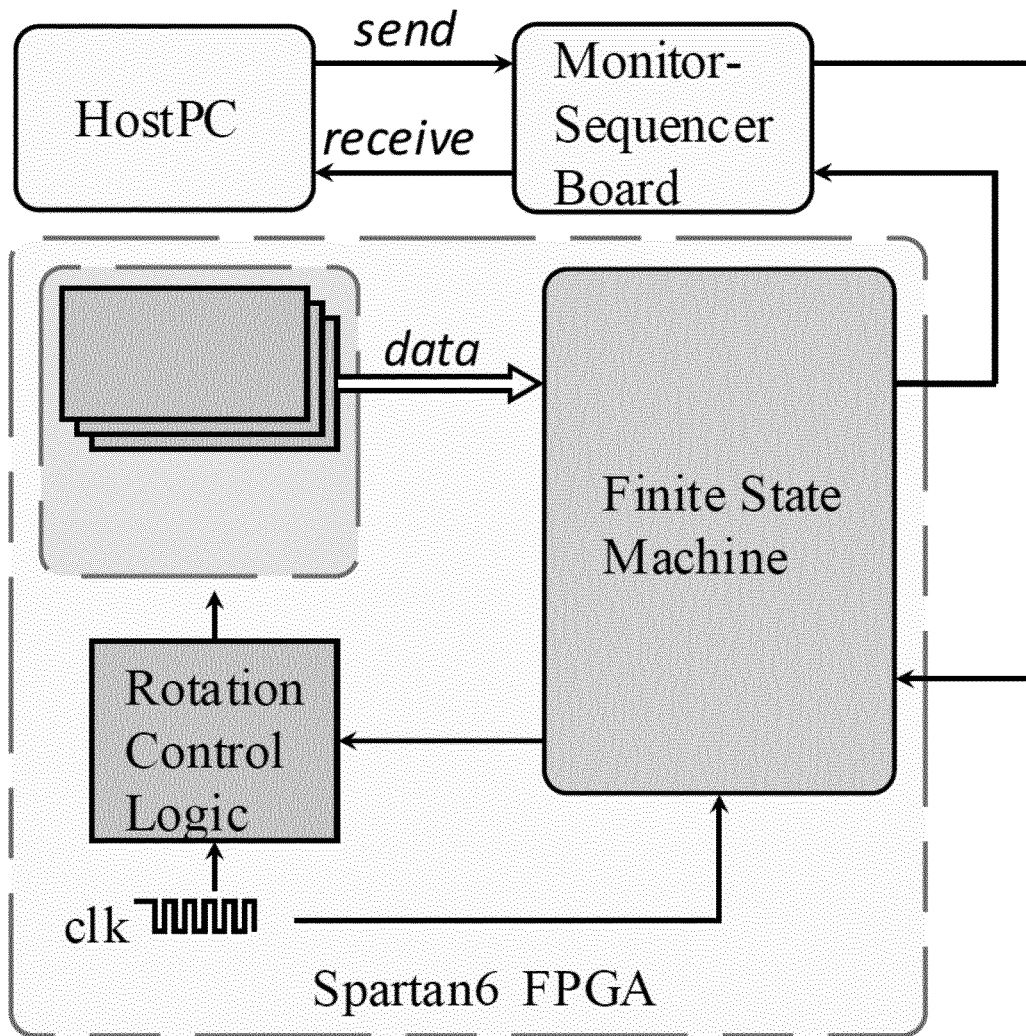 send
HostPC
receive
Monitor-
Sequencer
Board
data
Finite State
Machine
Rotation
Control
Logic
clk
Spartan6 FPGA